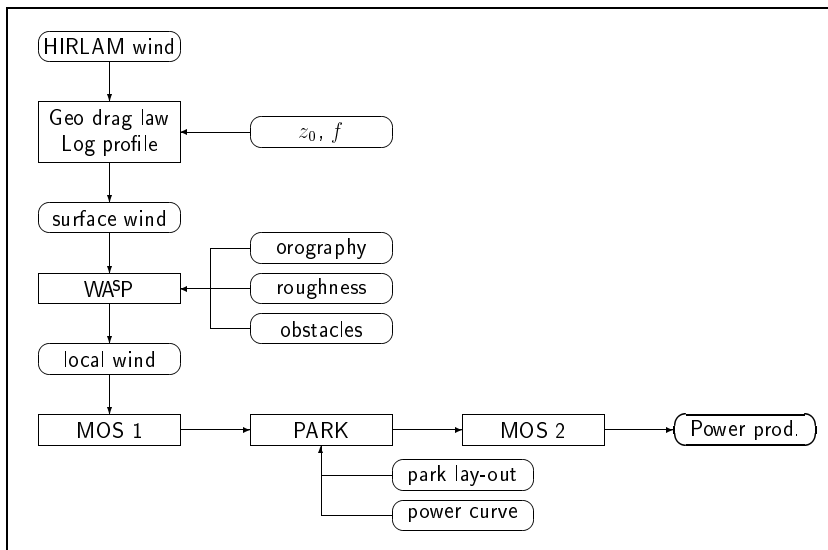 HIRLAM wind
Geo drag law
Log profile
z₀, f
surface wind
orography
WAˢP
roughness
obstacles
local wind
MOS 1
PARK
MOS 2
Power prod.
park lay-out
power curve